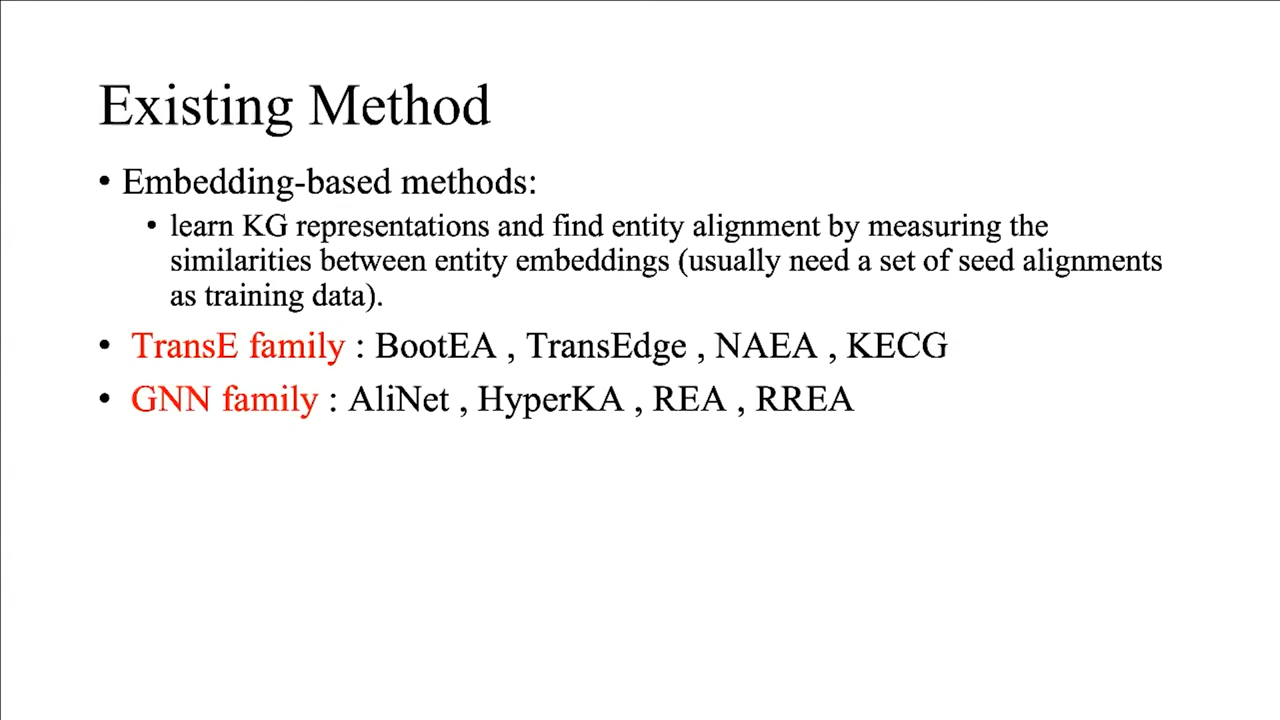 Existing Method
• Embedding-based methods:
• learn KG representations and find entity alignment by measuring the
similarities between entity embeddings (usually need a set of seed alignments
as training data).
• TransE family : BootEA , TransEdge , NAEA , KECG
• GNN family : AliNet , HyperKA , REA , RREA